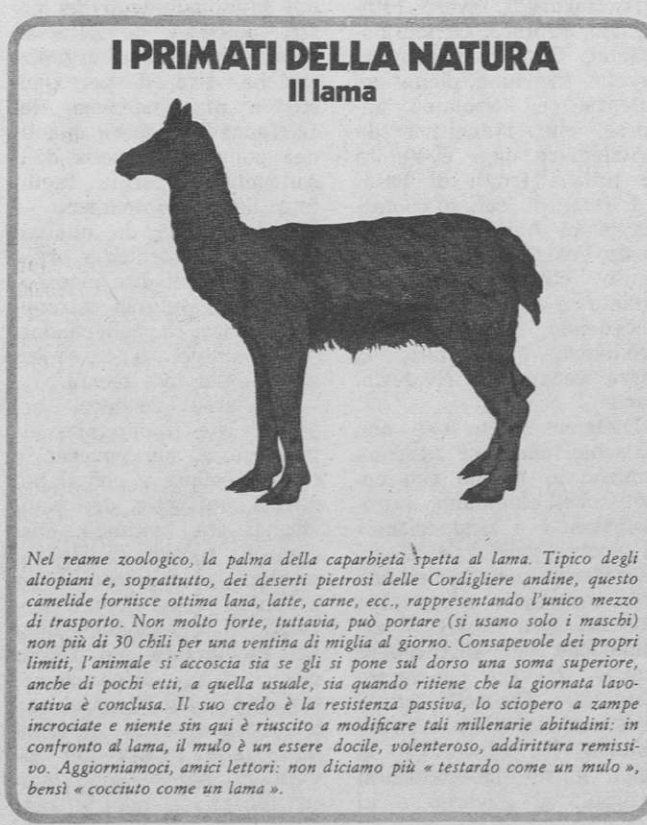 I PRIMATI DELLA NATURA
Il lama
Nel reame zoologico, la palma della caparbietà spetta al lama. Tipico degli
altopiani e, soprattutto, dei deserti pietrosi delle Cordigliere andine, questo
camelide fornisce ottima lana, latte, carne, ecc., rappresentando l'unico mezzo
di trasporto. Non molto forte, tuttavia, può portare (si usano solo i maschi)
non più di 30 chili per una ventina di miglia al giorno. Consapevole dei propri
limiti, l'animale si accoscia sia se gli si pone sul dorso una soma superiore,
anche di pochi etti, a quella usuale, sia quando ritiene che la giornata lavo-
rativa è conclusa. Il suo credo è la resistenza passiva, lo sciopero a zampe
incrociate e niente sin qui è riuscito a modificare tali millenarie abitudini: in
confronto al lama, il mulo è un essere docile, volenteroso, addirittura remissi-
vo. Aggiorniamoci, amici lettori: non diciamo più « testardo come un mulo »,
bensì « cocciuto come un lama ».